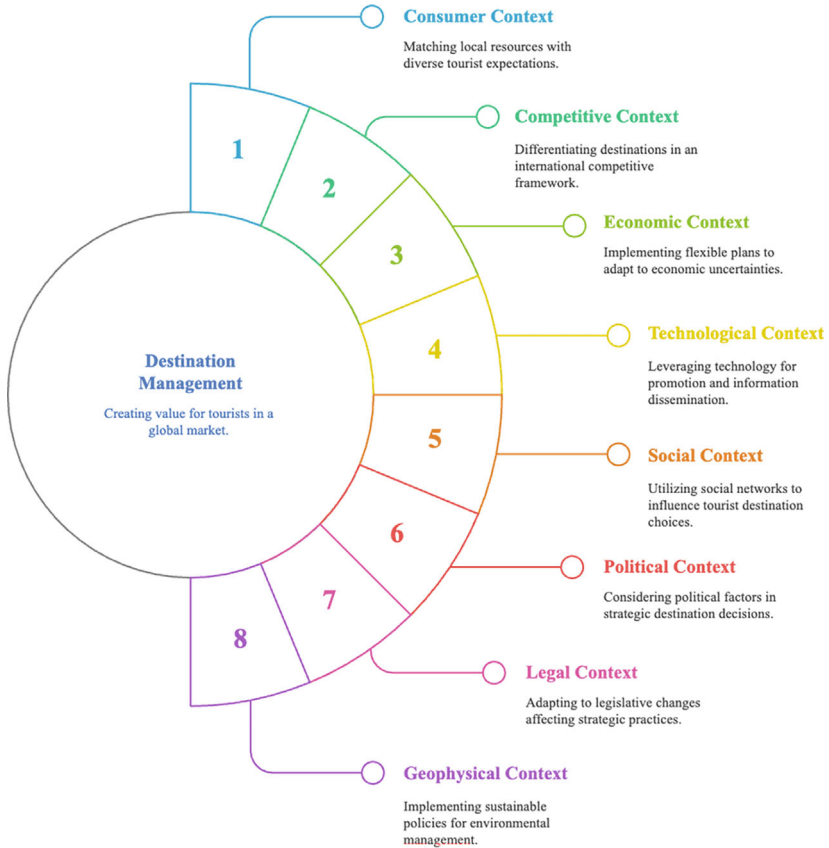 Consumer Context
Matching local resources with
diverse tourist expectations.
1
Competitive Context
Differentiating destinations in an
international competitive
framework.
2
Economic Context
Implementing flexible plans to
adapt to economic uncertainties.
3
Technological Context
Leveraging technology for
promotion and information
dissemination.
4
Destination
Management
Creating value for tourists in a
global market.
5
Social Context
Utilizing social networks to
influence tourist destination
choices.
6
Political Context
Considering political factors in
strategic destination decisions.
7
Legal Context
Adapting to legislative changes
affecting strategic practices.
8
Geophysical Context
Implementing sustainable
policies for environmental
management.